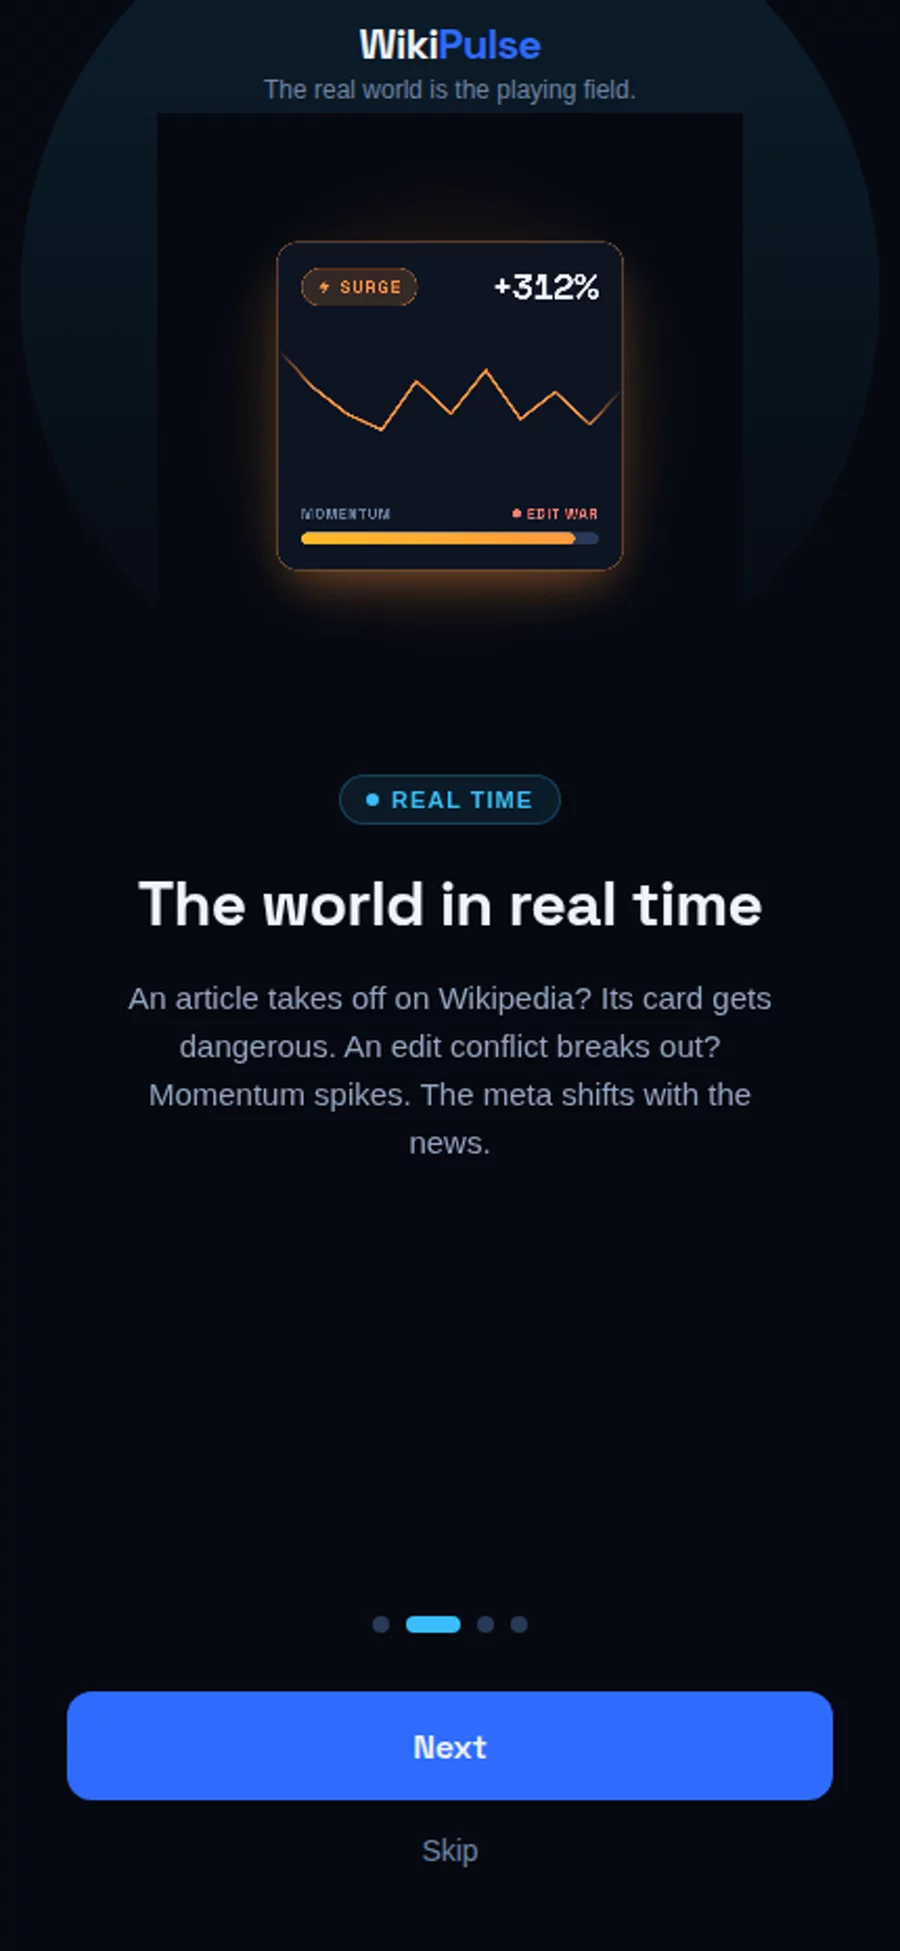 WikiPulse
The real world is the playing field.
SURGE
+312%
MOMENTUM
EDIT WAR
REAL TIME
The world in real time
An article takes off on Wikipedia? Its card gets
dangerous. An edit conflict breaks out?
Momentum spikes. The meta shifts with the
news.
Next
Skip